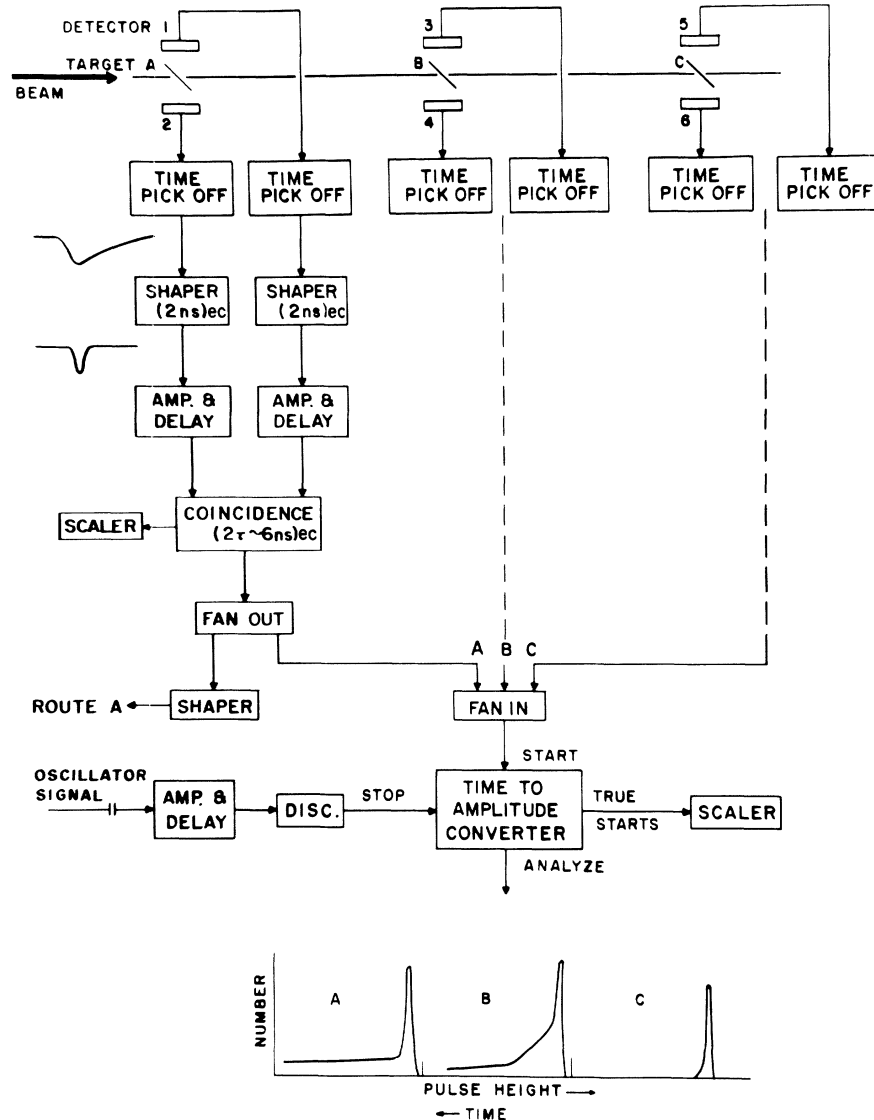 DETECTOR 1
3
5
TARGET A
B
C
BEAM
2
4
6
TIME
PICK OFF
TIME
PICK OFF
TIME
PICK OFF
TIME
PICK OFF
TIME
PICK OFF
TIME
PICK OFF
SHAPER
(2ns)ec
SHAPER
(2ns)ec
AMP. &
DELAY
AMP. &
DELAY
SCALER
COINCIDENCE
(2τ~6ns)ec
FAN OUT
A B C
ROUTE A
SHAPER
FAN IN
START
OSCILLATOR
SIGNAL
AMP. &
DELAY
DISC.
STOP
TIME TO
AMPLITUDE
CONVERTER
TRUE
STARTS
SCALER
ANALYZE
NUMBER
A
B
C
PULSE HEIGHT
TIME